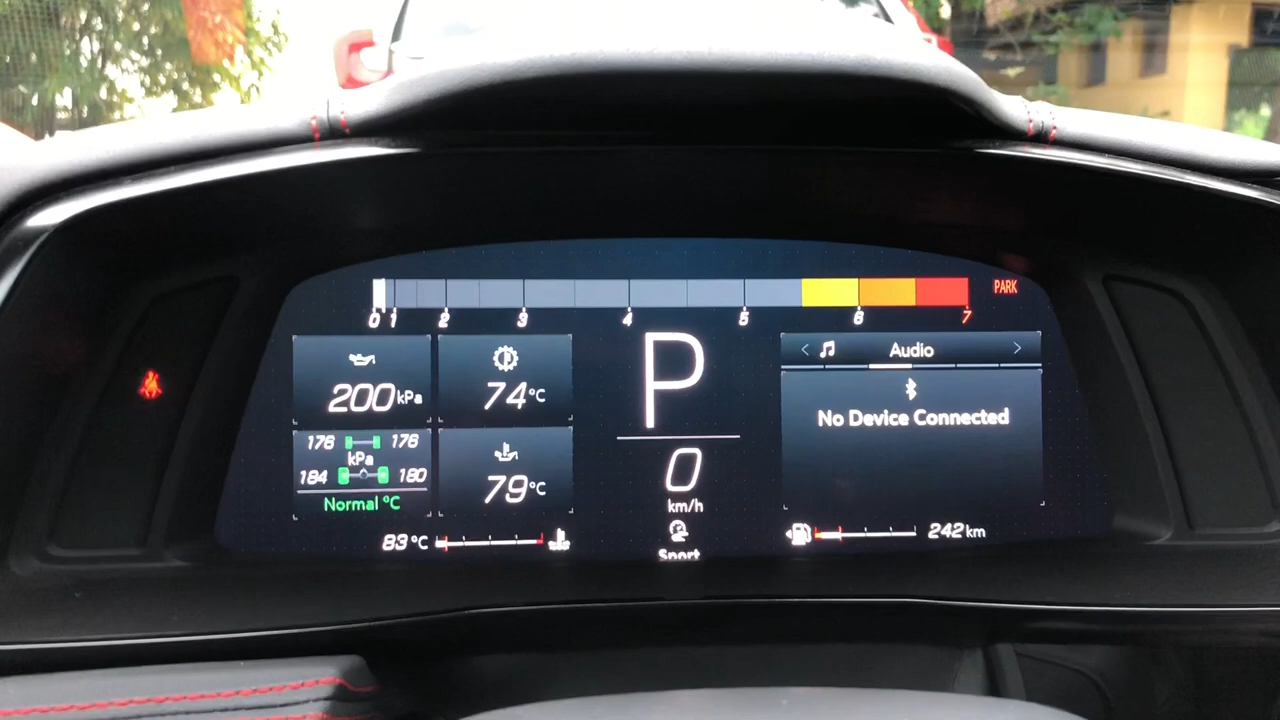 PARK
0 1 2 3 4 5 6 7
200 kPa
74 °C
P
Audio
No Device Connected
176 176
kPa
184 180
Normal °C
79 °C
0
km/h
83 °C
Sport
242 km